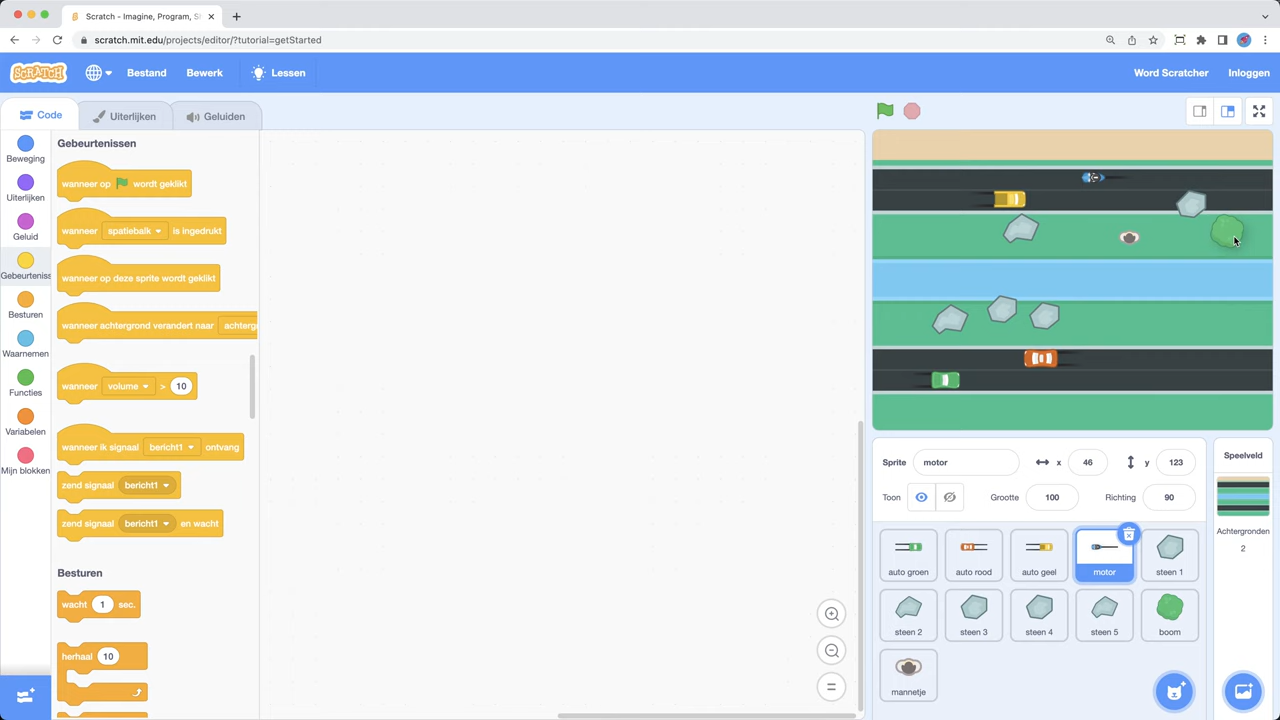 Scratch - Imagine, Program, S
scratch.mit.edu/projects/editor/?tutorial=getStarted
SCRATCH
Bestand
Bewerk
Lessen
Word Scratcher
Inloggen
Code
Uiterlijken
Geluiden
Beweging
Uiterlijken
Geluid
Gebeurteniss
Besturen
Waarnemen
Functies
Variabelen
Mijn blokken
Gebeurtenissen
wanneer op wordt geklikt
wanneer spatiebalk is ingedrukt
wanneer op deze sprite wordt geklikt
wanneer achtergrond verandert naar achterg
wanneer volume > 10
wanneer ik signaal bericht1 ontvang
zend signaal bericht1
zend signaal bericht1 en wacht
Besturen
wacht 1 sec.
herhaal 10
Sprite motor x 46 y 123
Toon Grootte 100 Richting 90
auto groen
auto rood
auto geel
motor
steen 1
steen 2
steen 3
steen 4
steen 5
boom
mannetje
Speelveld
Achtergronden
2